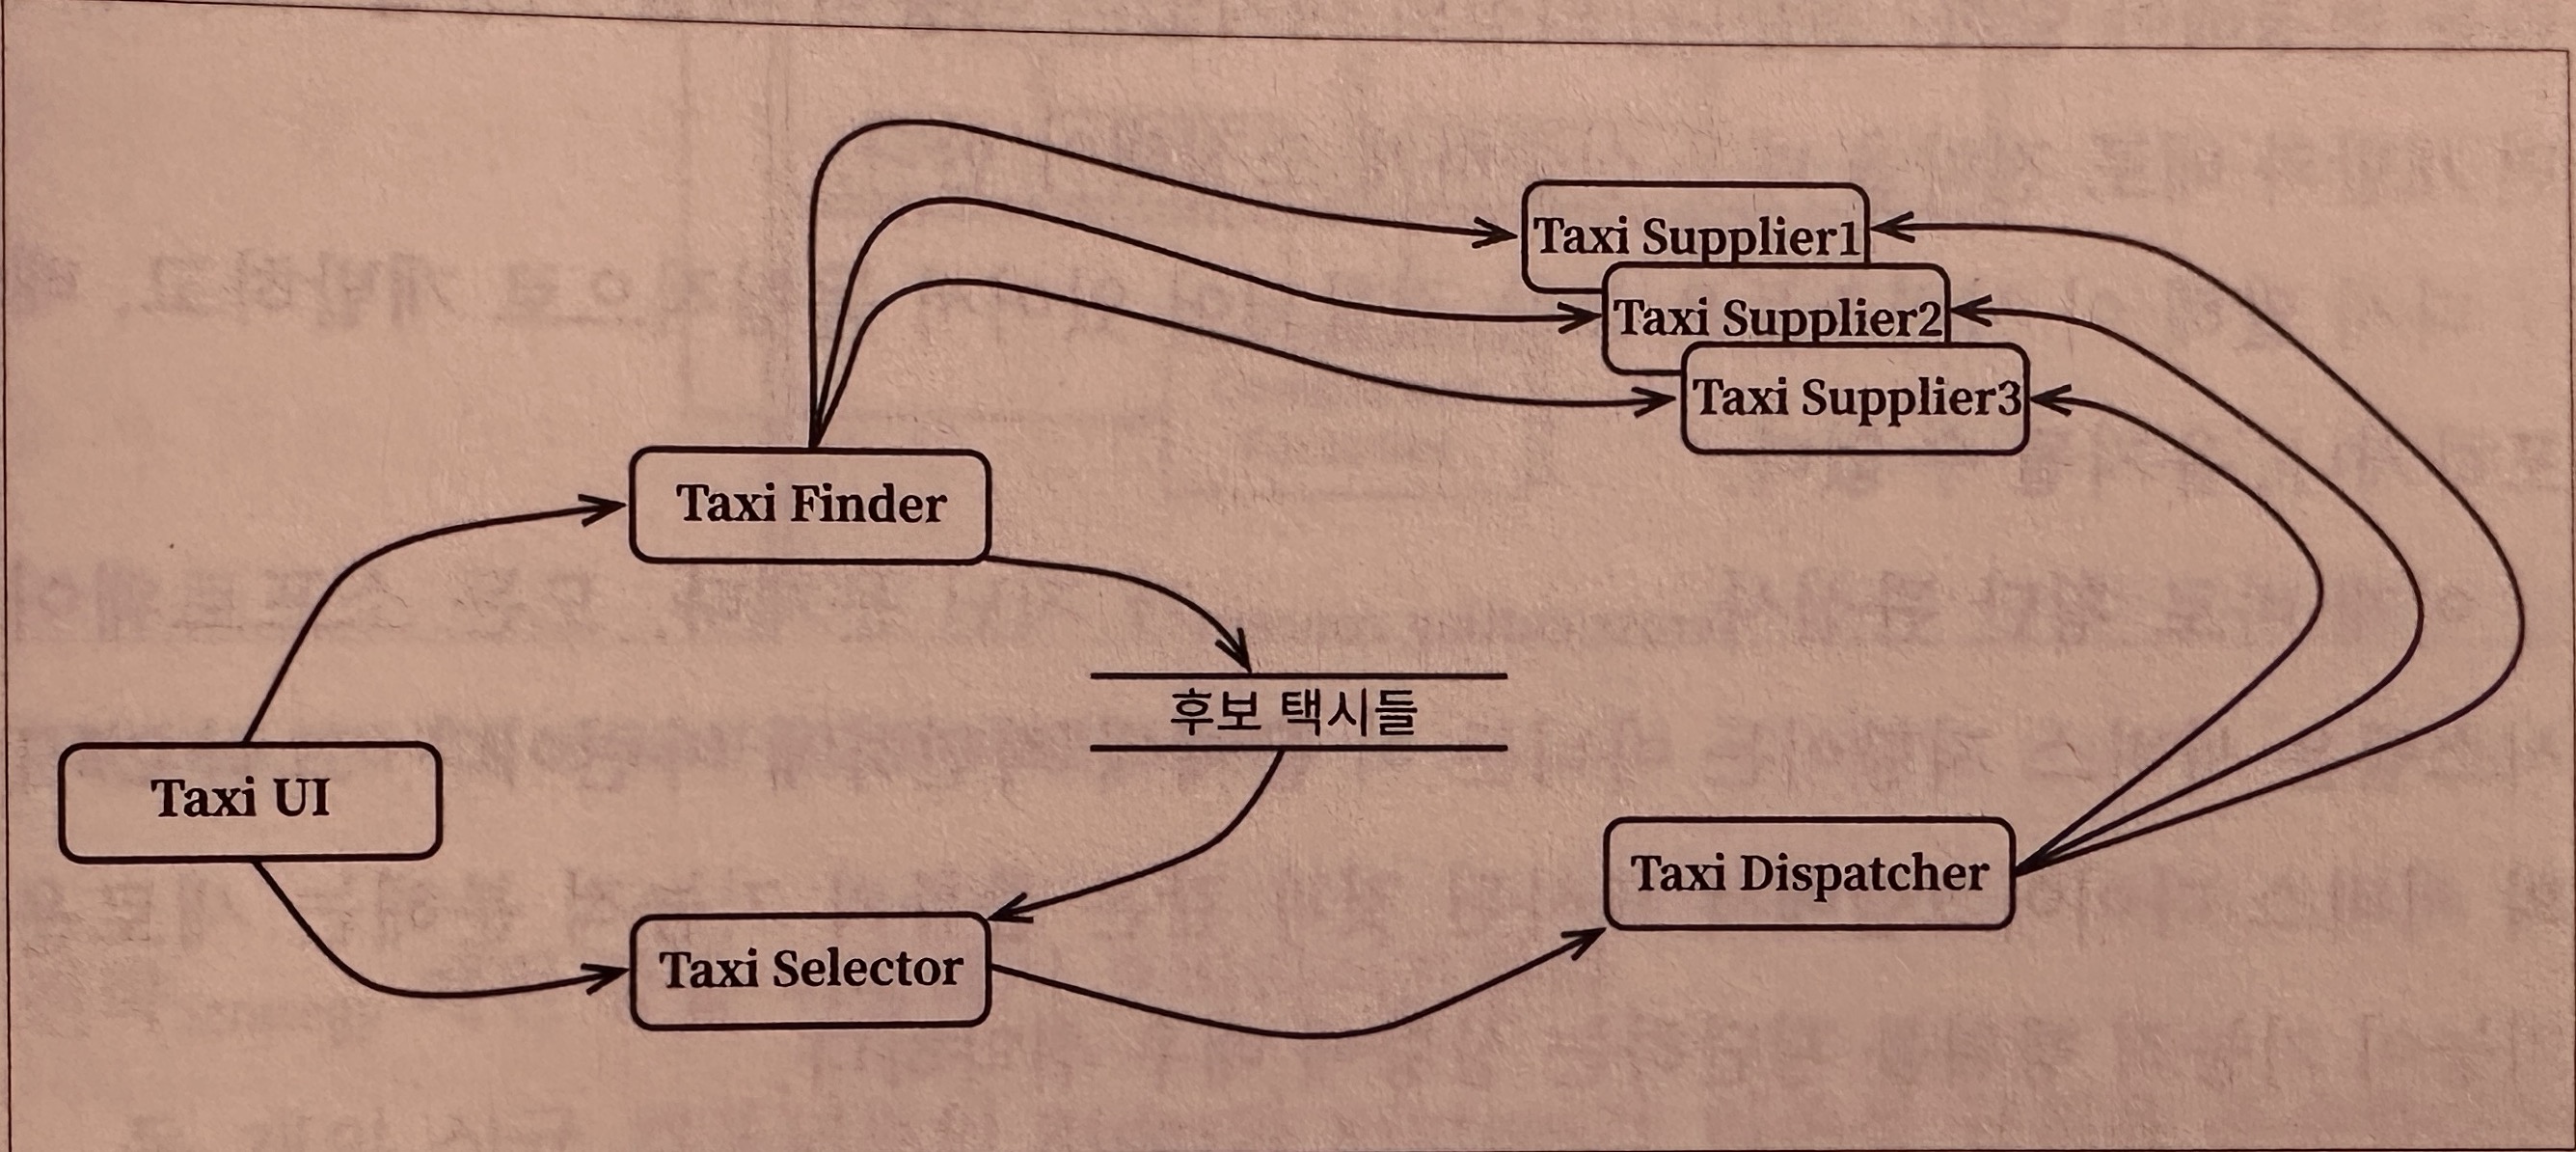 Taxi Supplier1
Taxi Supplier2
Taxi Supplier3
Taxi Finder
후보 택시들
Taxi UI
Taxi Dispatcher
Taxi Selector